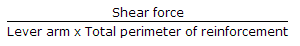 Shear force
Lever arm x Total perimeter of reinforcement